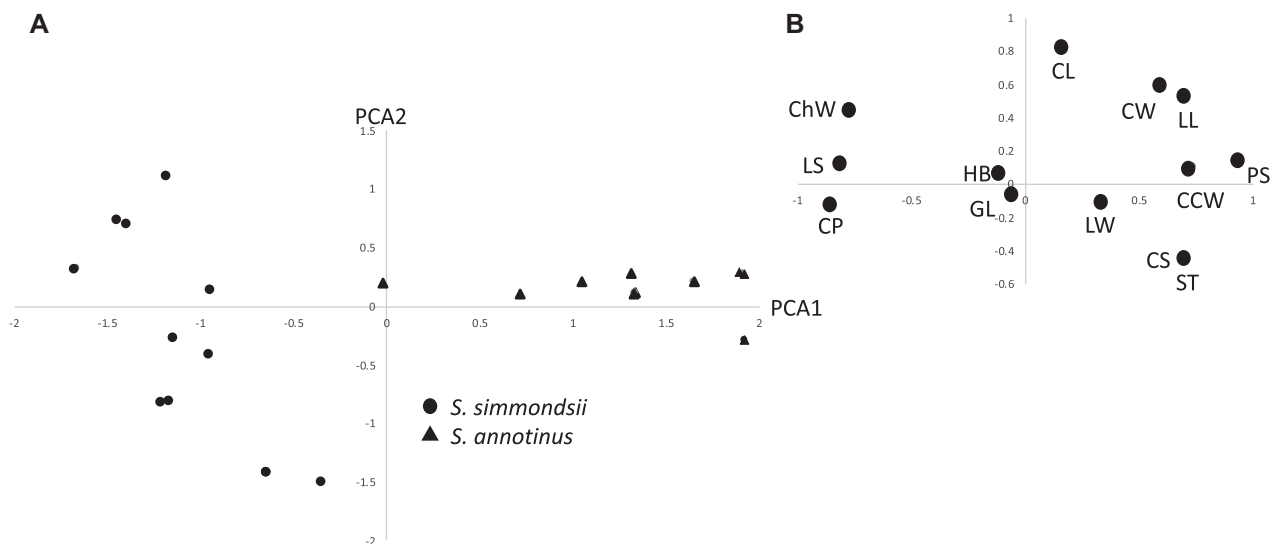 A
PCA2
1.5
1
0.5
0
-0.5
-1
-1.5
-2
-2 -1.5 -1 -0.5 0 0.5 1 1.5 2
PCA1
S. simmondsii
S. annotinus
B
1
0.8
0.6
0.4
0.2
0
-0.2
-0.4
-0.6
-1 -0.5 0 0.5 1
CL
CW
LL
ChW
LS
HB
PS
CP
GL
LW
CCW
CS
ST